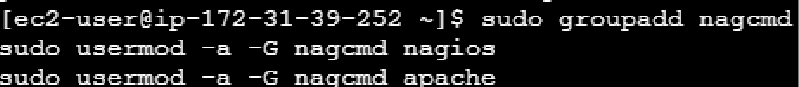 [ec2-user@ip-172-31-39-252 ~]$ sudo groupadd nagcmd
sudo usermod -a -G nagcmd nagios
sudo usermod -a -G nagcmd apache